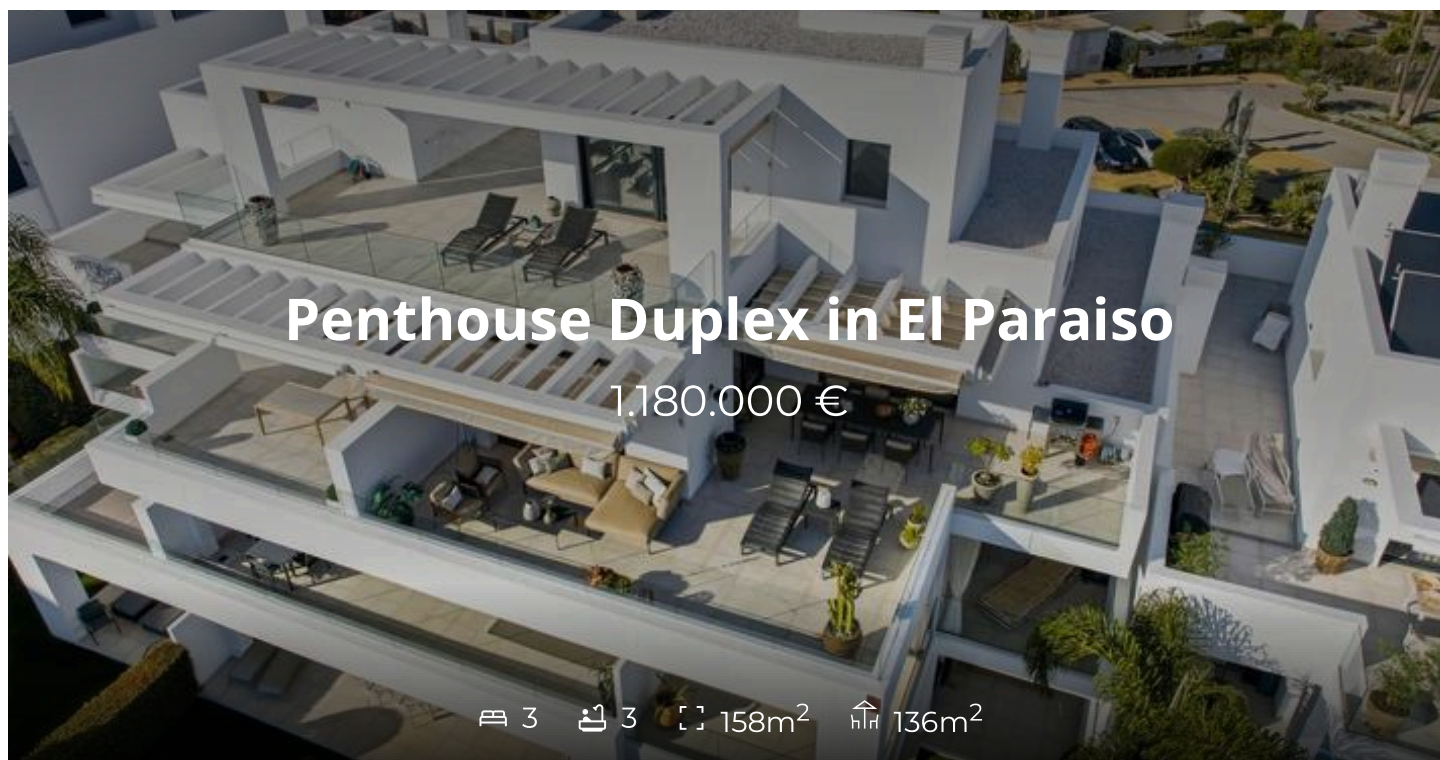 Penthouse Duplex in El Paraiso
1.180.000 €
3 3 158m² 136m²